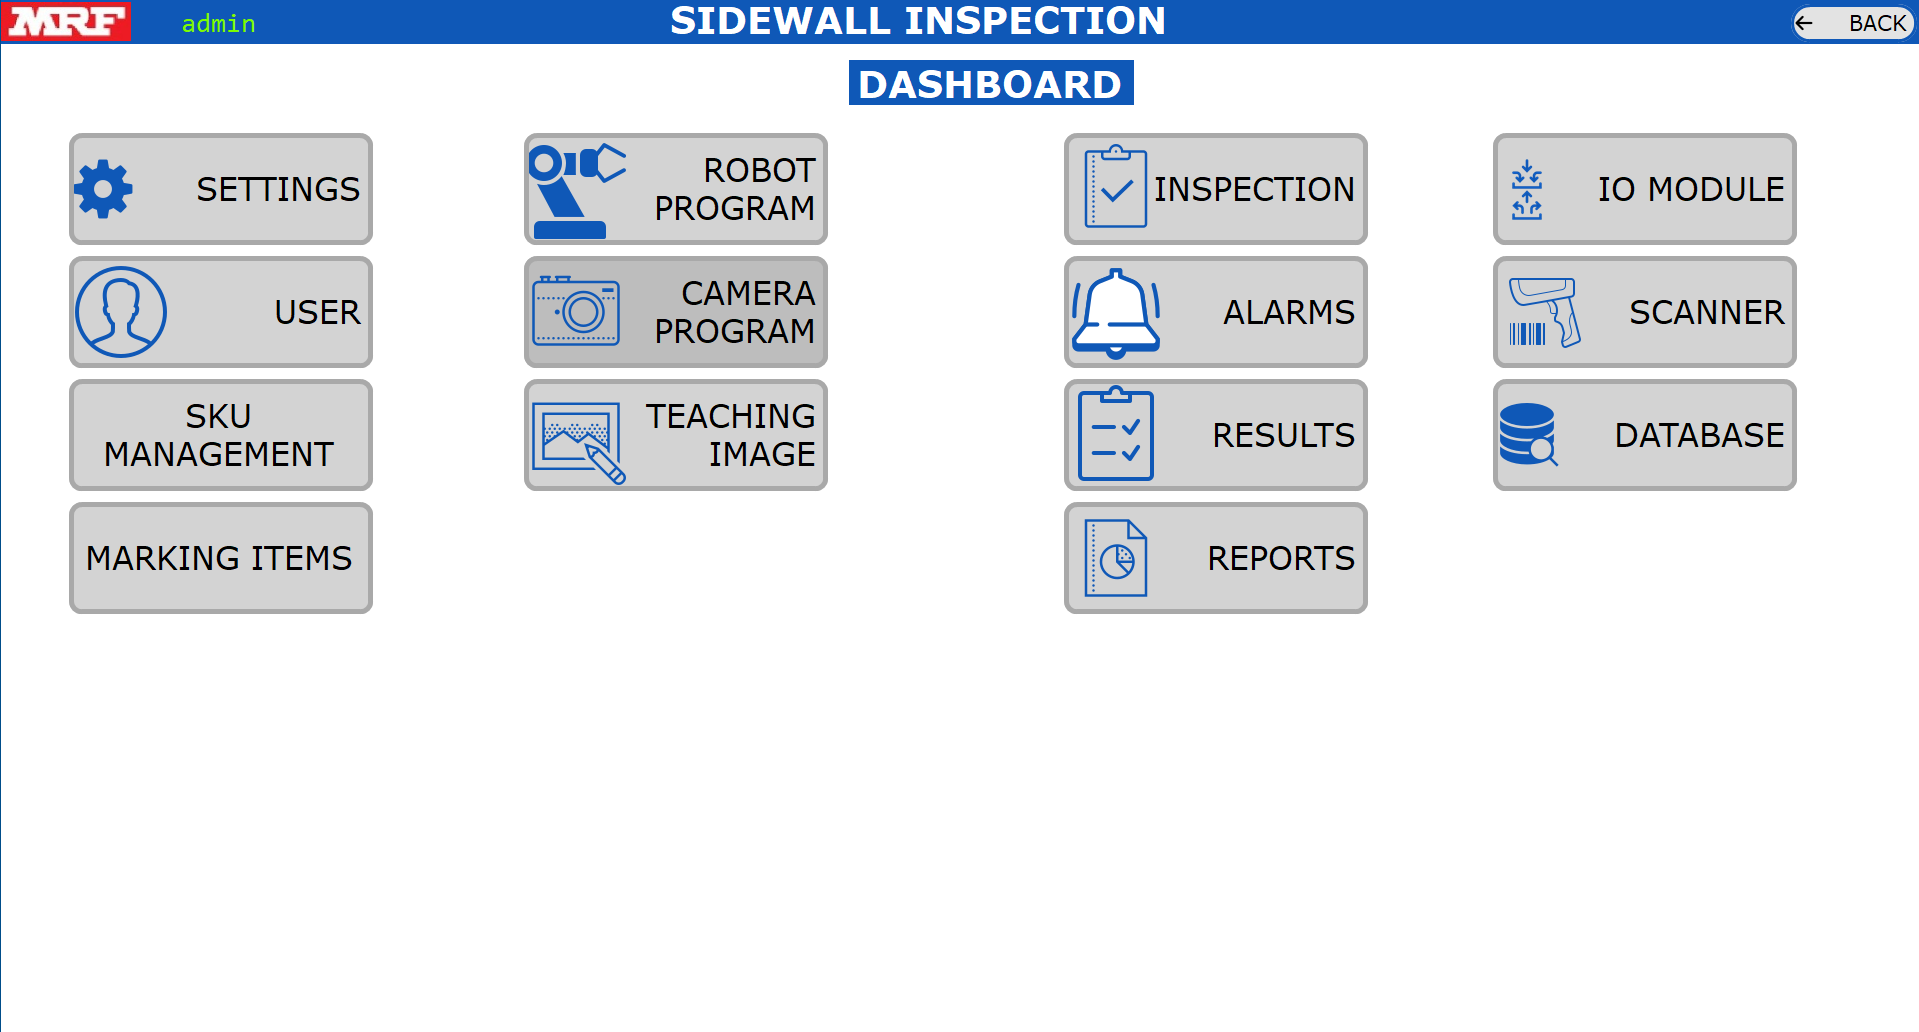 MRF
admin
SIDEWALL INSPECTION
BACK
DASHBOARD
SETTINGS
ROBOT
PROGRAM
INSPECTION
IO MODULE
USER
CAMERA
PROGRAM
ALARMS
SCANNER
SKU
MANAGEMENT
TEACHING
IMAGE
RESULTS
DATABASE
MARKING ITEMS
REPORTS